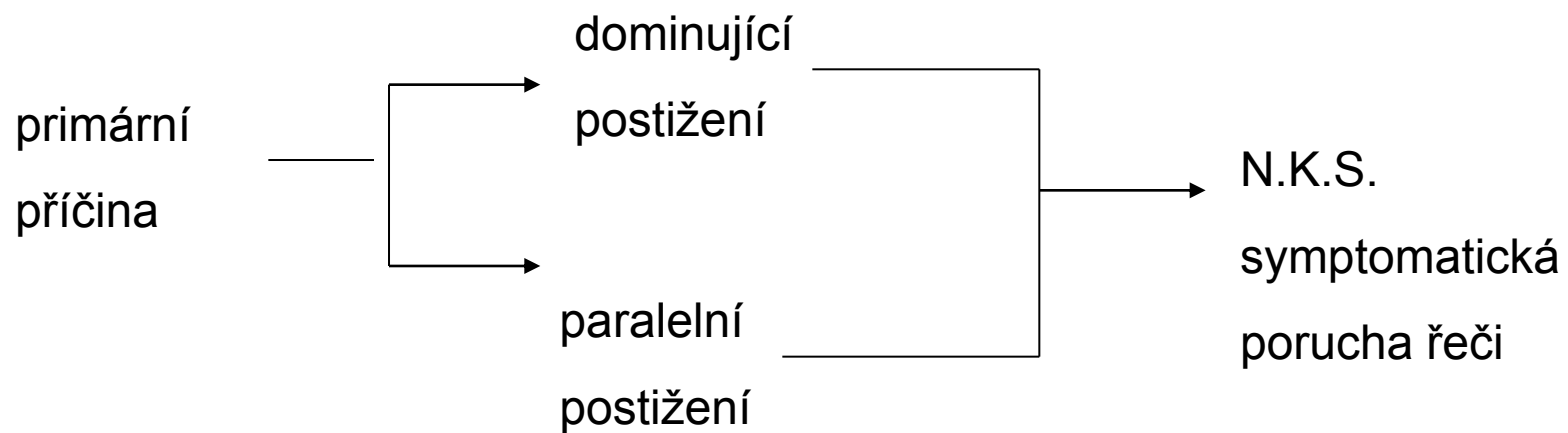 primární
příčina
dominující
postižení
paralelní
postižení
N.K.S.
symptomatická
porucha řeči